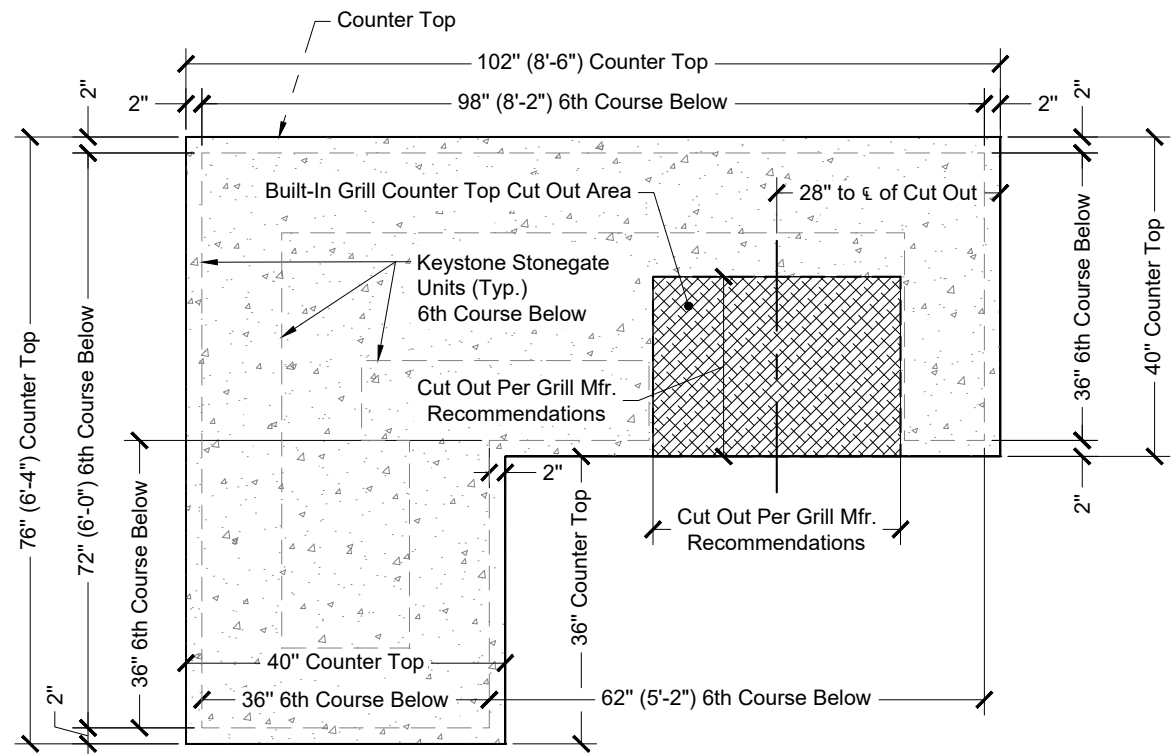 Counter Top
102" (8'-6") Counter Top
2"
2"
98" (8'-2") 6th Course Below
2"
2"
Built-In Grill Counter Top Cut Out Area
28" to ℄ of Cut Out
Keystone Stonegate
Units (Typ.)
6th Course Below
Cut Out Per Grill Mfr.
Recommendations
36" 6th Course Below
40" Counter Top
76" (6'-4") Counter Top
72" (6'-0") 6th Course Below
36" 6th Course Below
2"
2"
Cut Out Per Grill Mfr.
Recommendations
36" Counter Top
40" Counter Top
36" 6th Course Below
62" (5'-2") 6th Course Below
2"